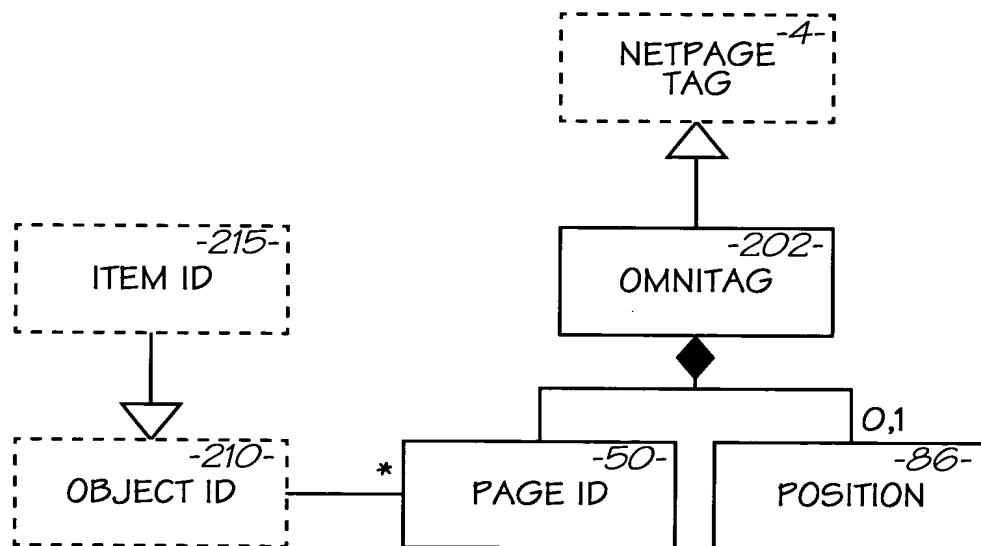 -4-
NETPAGE
TAG
-215-
ITEM ID
-202-
OMNITAG
0,1
-210-
OBJECT ID
*
-50-
PAGE ID
-86-
POSITION